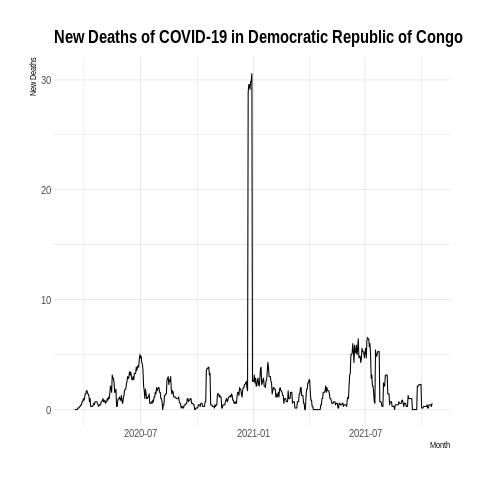 New Deaths of COVID-19 in Democratic Republic of Congo
New Deaths
30
20
10
0
2020-07
2021-01
2021-07
Month